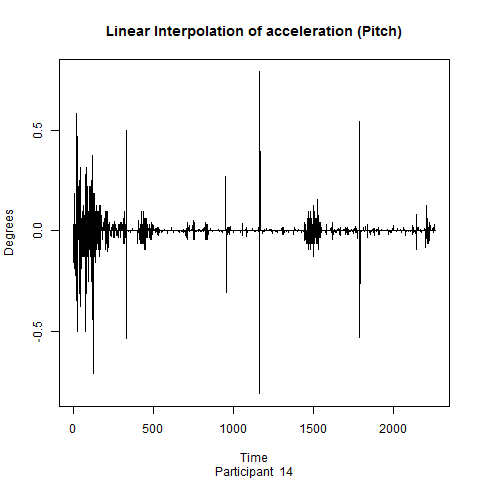 Linear Interpolation of acceleration (Pitch)
Degrees
0.5
0.0
-0.5
0 500 1000 1500 2000
Time
Participant 14